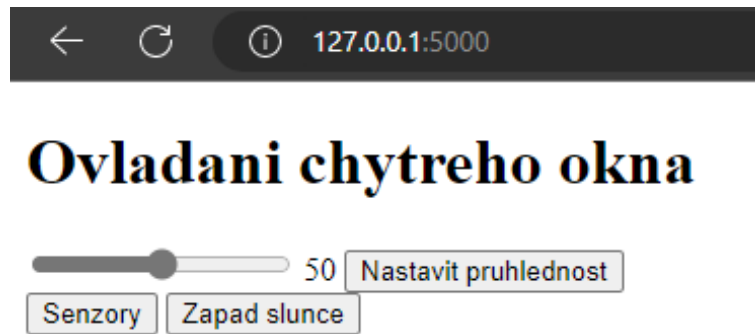 127.0.0.1:5000
Ovladani chytreho okna
50 Nastavit pruhlednost
Senzory Zapad slunce